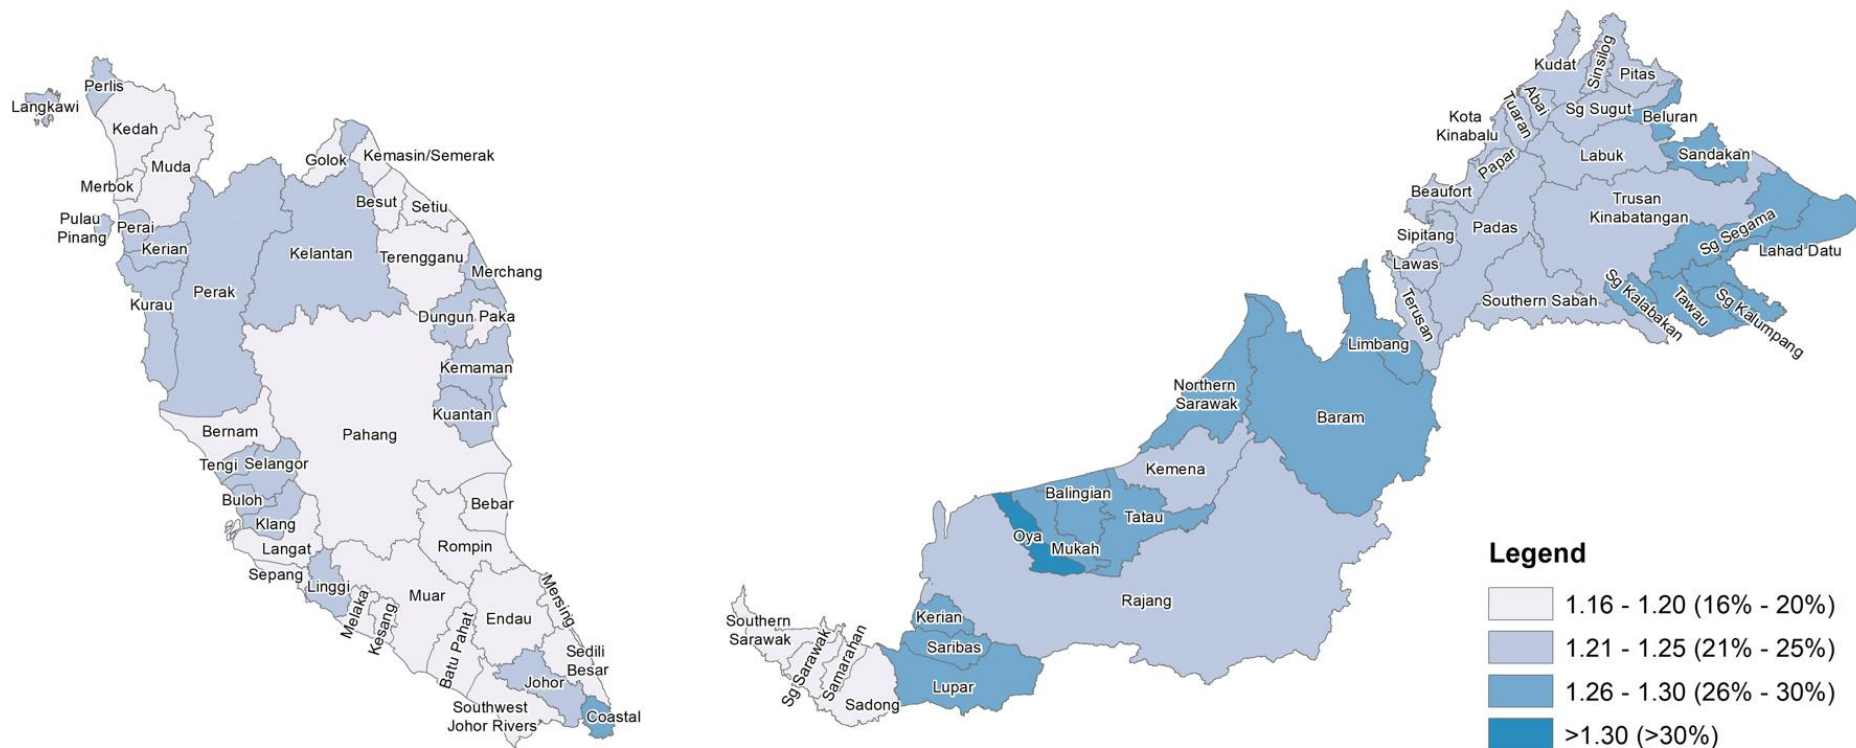 Perlis
Langkawi
Kedah
Muda
Merbok
Pulau
Pinang
Perai
Kerian
Kurau
Perak
Golok
Kemasin/Semerak
Besut
Setiu
Kelantan
Terengganu
Merchang
Dungun
Paka
Kemaman
Kuantan
Pahang
Bernam
Tengi
Selangor
Buloh
Klang
Langat
Sepang
Linggi
Melaka
Kesang
Muar
Batu Pahat
Bebar
Rompin
Endau
Mersing
Sedili
Besar
Johor
Southwest
Johor Rivers
Coastal
Southern
Sarawak
Sg Sarawak
Samarahan
Sadong
Lupar
Saribas
Kerian
Rajang
Oya
Mukah
Balingian
Tatau
Kemena
Northern
Sarawak
Baram
Limbang
Terusan
Lawas
Sipitang
Beaufort
Papar
Padas
Kota
Kinabalu
Tuaran
Abai
Kudat
Sinsilog
Pitas
Sg Sugut
Beluran
Labuk
Sandakan
Trusan
Kinabatangan
Sg Segama
Lahad Datu
Southern Sabah
Sg Kalabakan
Tawau
Sg Kalumpang
Legend
1.16 - 1.20 (16% - 20%)
1.21 - 1.25 (21% - 25%)
1.26 - 1.30 (26% - 30%)
>1.30 (>30%)